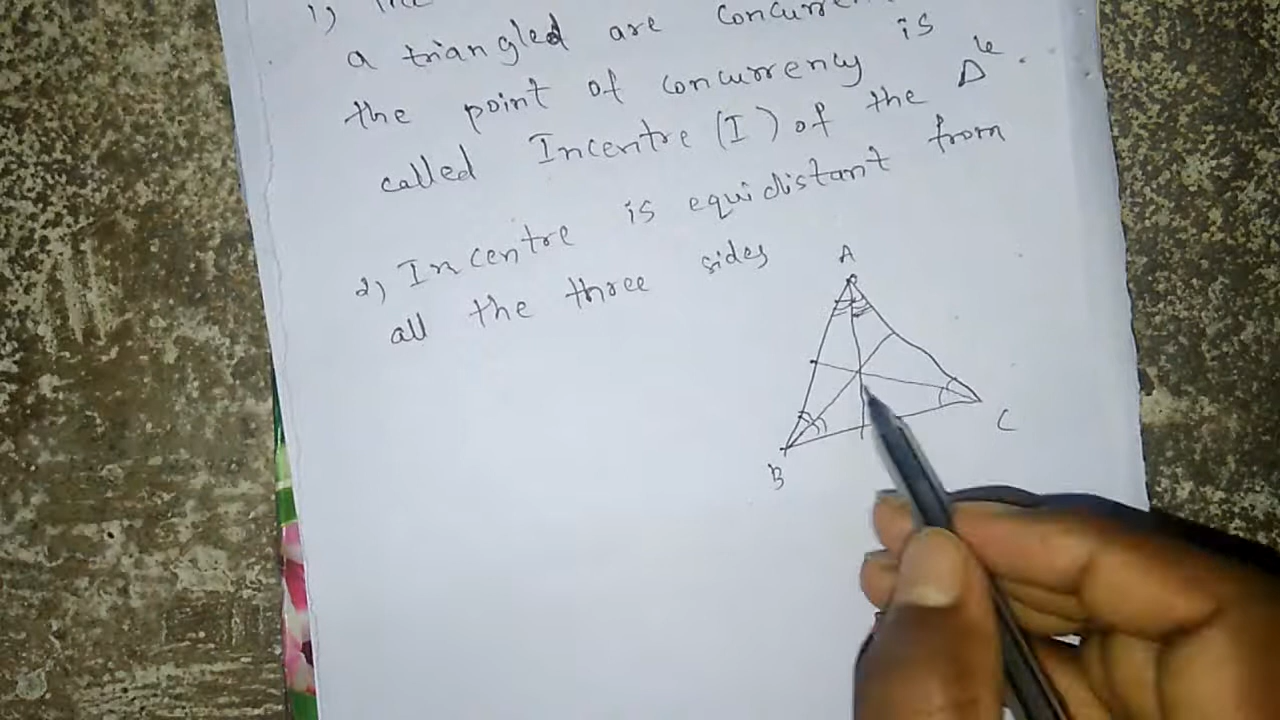 1)
a triangled are
the point of concurrency is
called Incentre (I) of the Δle.
2) Incentre is equidistant from
all the three sides
A
B
C